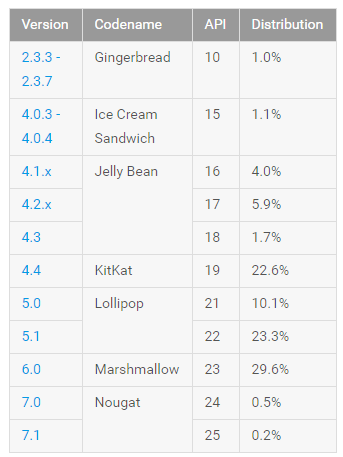 Version Codename API Distribution
2.3.3 - Gingerbread 10 1.0%
2.3.7
4.0.3 - Ice Cream 15 1.1%
4.0.4 Sandwich
4.1.x Jelly Bean 16 4.0%
4.2.x 17 5.9%
4.3 18 1.7%
4.4 KitKat 19 22.6%
5.0 Lollipop 21 10.1%
5.1 22 23.3%
6.0 Marshmallow 23 29.6%
7.0 Nougat 24 0.5%
7.1 25 0.2%